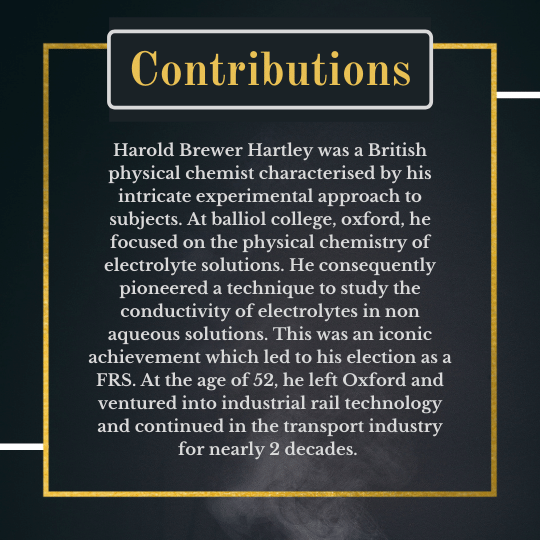 Contributions
Harold Brewer Hartley was a British
physical chemist characterised by his
intricate experimental approach to
subjects. At balliol college, oxford, he
focused on the physical chemistry of
electrolyte solutions. He consequently
pioneered a technique to study the
conductivity of electrolytes in non
aqueous solutions. This was an iconic
achievement which led to his election as a
FRS. At the age of 52, he left Oxford and
ventured into industrial rail technology
and continued in the transport industry
for nearly 2 decades.